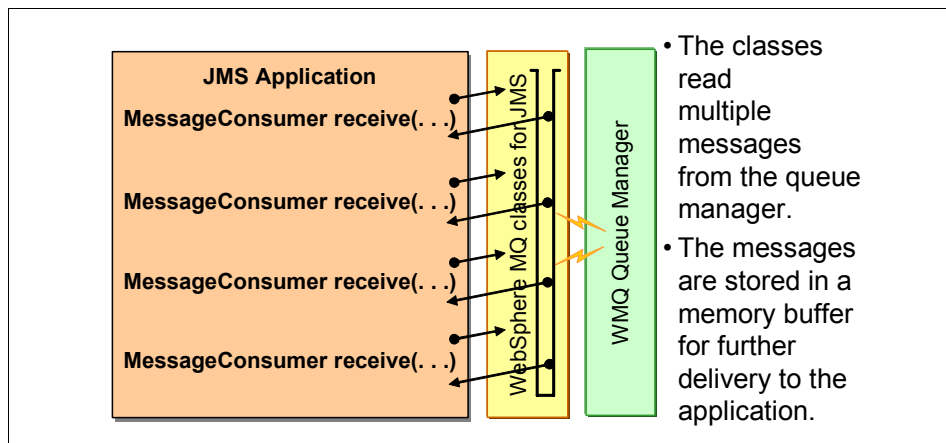 JMS Application
MessageConsumer receive(. . .)
MessageConsumer receive(. . .)
MessageConsumer receive(. . .)
MessageConsumer receive(. . .)
WebSphere MQ classes for JMS
WMQ Queue Manager
• The classes
read
multiple
messages
from the queue
manager.
• The messages
are stored in a
memory buffer
for further
delivery to the
application.